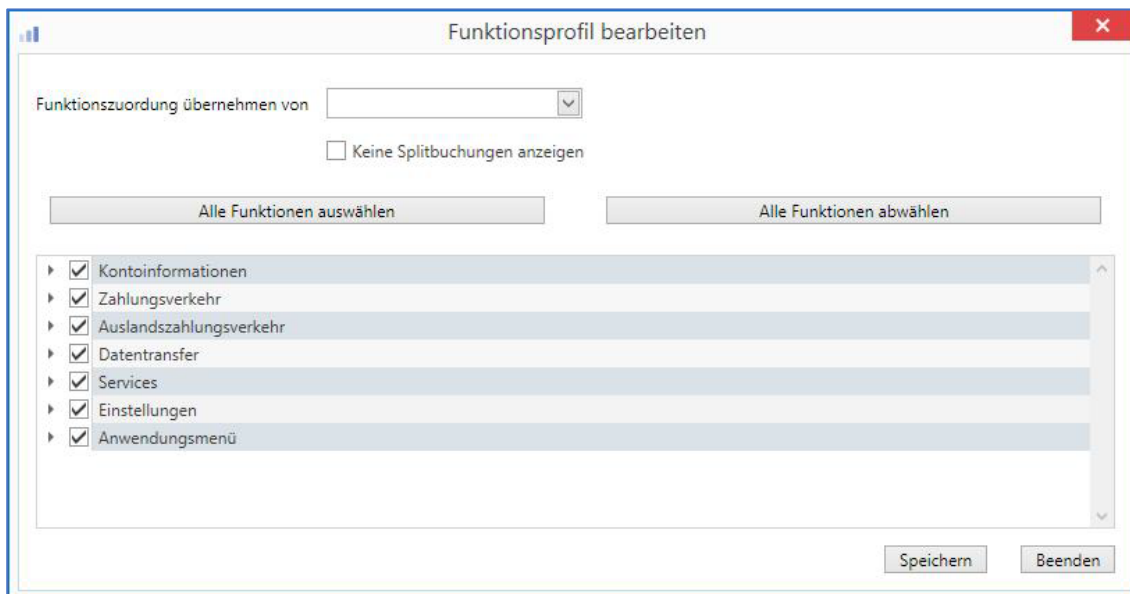 Funktionsprofil bearbeiten
Funktionszuordung übernehmen von
Keine Splitbuchungen anzeigen
Alle Funktionen auswählen
Alle Funktionen abwählen
Kontoinformationen
Zahlungsverkehr
Auslandszahlungsverkehr
Datentransfer
Services
Einstellungen
Anwendungsmenü
Speichern
Beenden